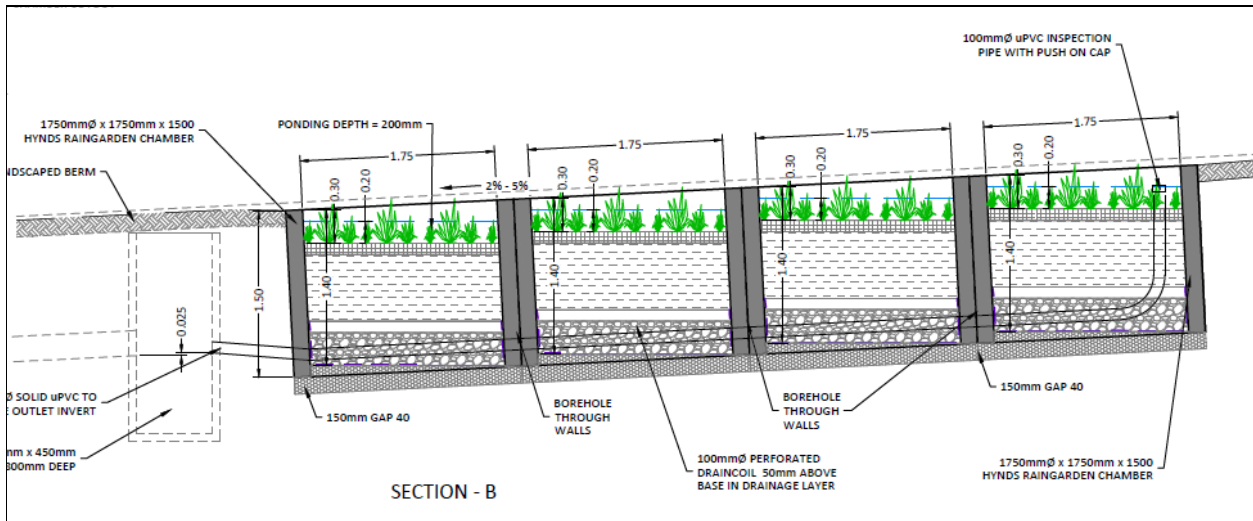 100mmØ uPVC INSPECTION
PIPE WITH PUSH ON CAP
1750mmØ x 1750mm x 1500
HYNDS RAINGARDEN CHAMBER
PONDING DEPTH = 200mm
1.75
1.75
1.75
1.75
NDSCAPED BERM
2% - 5%
0.30
0.20
0.30
0.20
0.30
0.20
0.30
0.20
1.40
1.40
1.40
1.40
1.50
0.025
Ø SOLID uPVC TO
OUTLET INVERT
150mm GAP 40
BOREHOLE
THROUGH
WALLS
BOREHOLE
THROUGH
WALLS
150mm GAP 40
mm x 450mm
800mm DEEP
100mmØ PERFORATED
DRAINCOIL 50mm ABOVE
BASE IN DRAINAGE LAYER
1750mmØ x 1750mm x 1500
HYNDS RAINGARDEN CHAMBER
SECTION - B